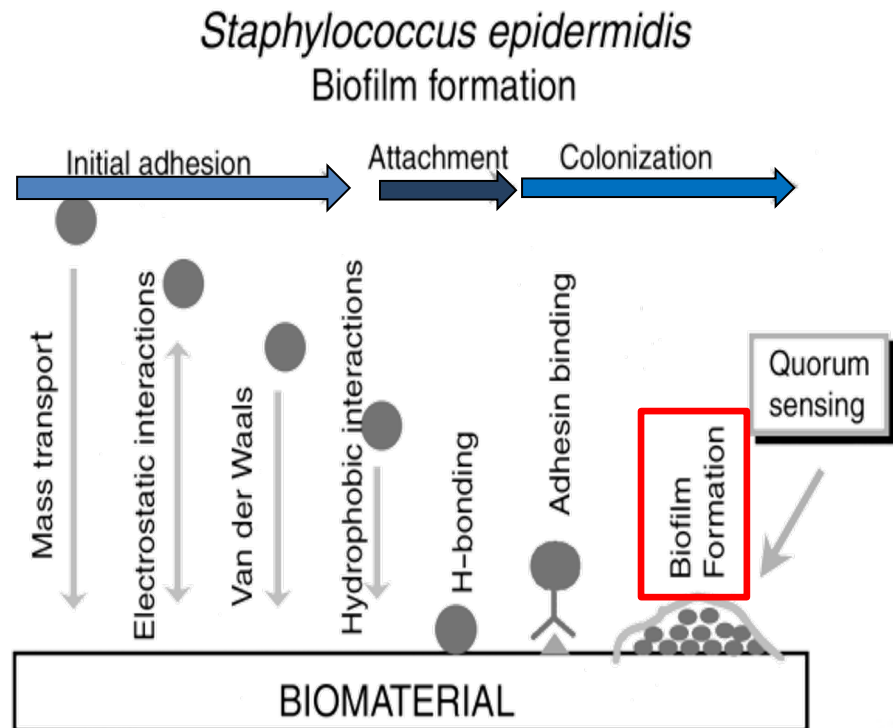 Staphylococcus epidermidis
Biofilm formation
Initial adhesion
Attachment
Colonization
Mass transport
Electrostatic interactions
Van der Waals
Hydrophobic interactions
H-bonding
Adhesin binding
Biofilm
Formation
Quorum
sensing
BIOMATERIAL